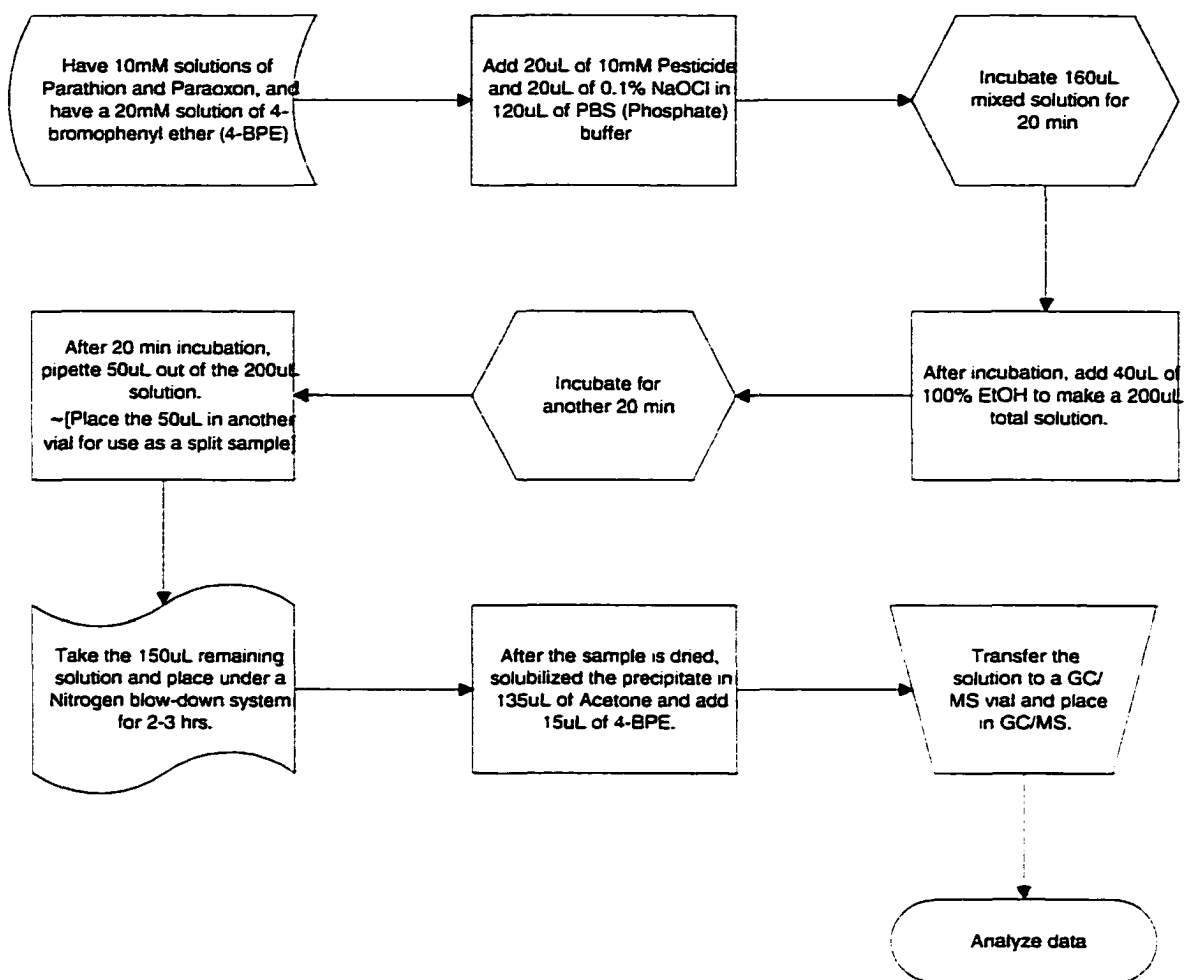 Have 10mM solutions of
Parathion and Paraoxon, and
have a 20mM solution of 4-
bromophenyl ether (4-BPE)
Add 20uL of 10mM Pesticide
and 20uL of 0.1% NaOCl in
120uL of PBS (Phosphate)
buffer
Incubate 160uL
mixed solution for
20 min
After incubation, add 40uL of
100% EtOH to make a 200uL
total solution.
Incubate for
another 20 min
After 20 min incubation,
pipette 50uL out of the 200uL
solution.
~[Place the 50uL in another
vial for use as a split sample]
Take the 150uL remaining
solution and place under a
Nitrogen blow-down system
for 2-3 hrs.
After the sample is dried,
solubilized the precipitate in
135uL of Acetone and add
15uL of 4-BPE.
Transfer the
solution to a GC/
MS vial and place
in GC/MS.
Analyze data